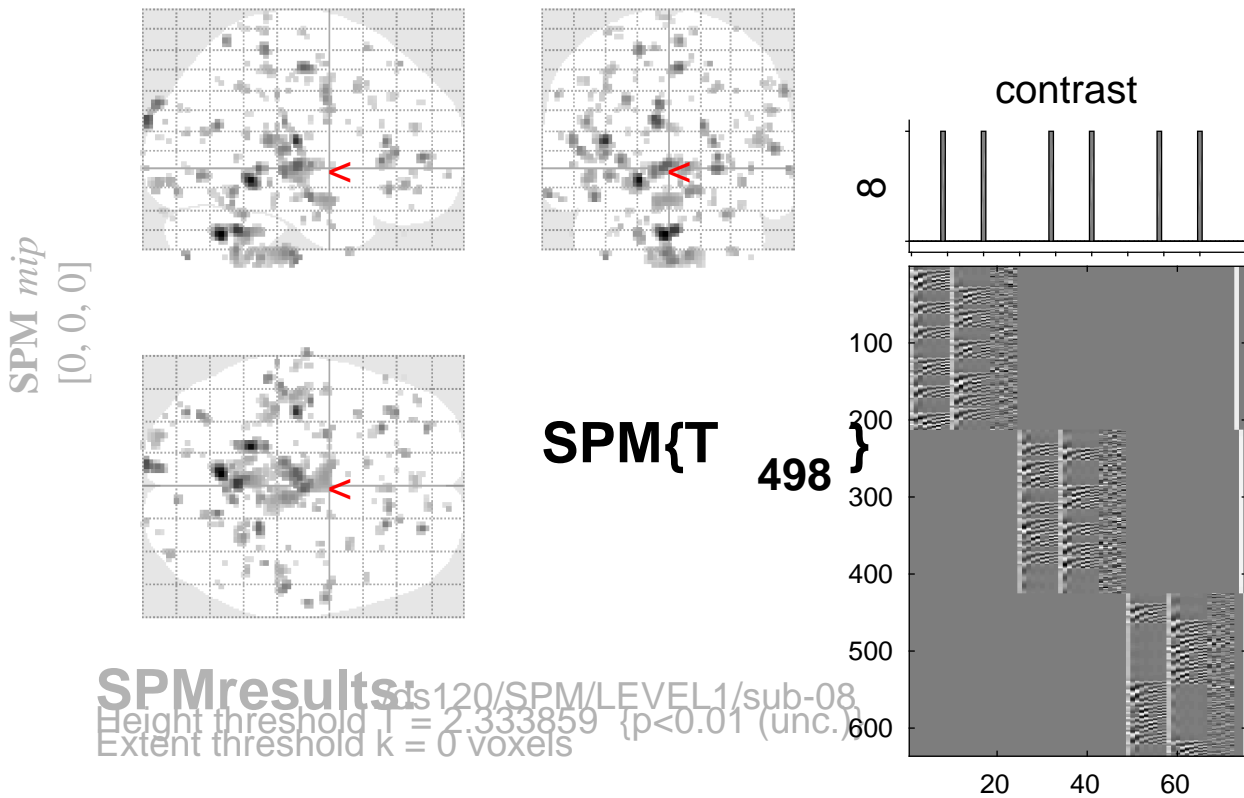 SPM mip
[0, 0, 0]
<
<
<
SPM{T498}
SPMresults: /ds120/SPM/LEVEL1/sub-08
Height threshold T = 2.333859 {p<0.01 (unc.)}
Extent threshold k = 0 voxels
contrast
8
100
200
300
400
500
600
20 40 60